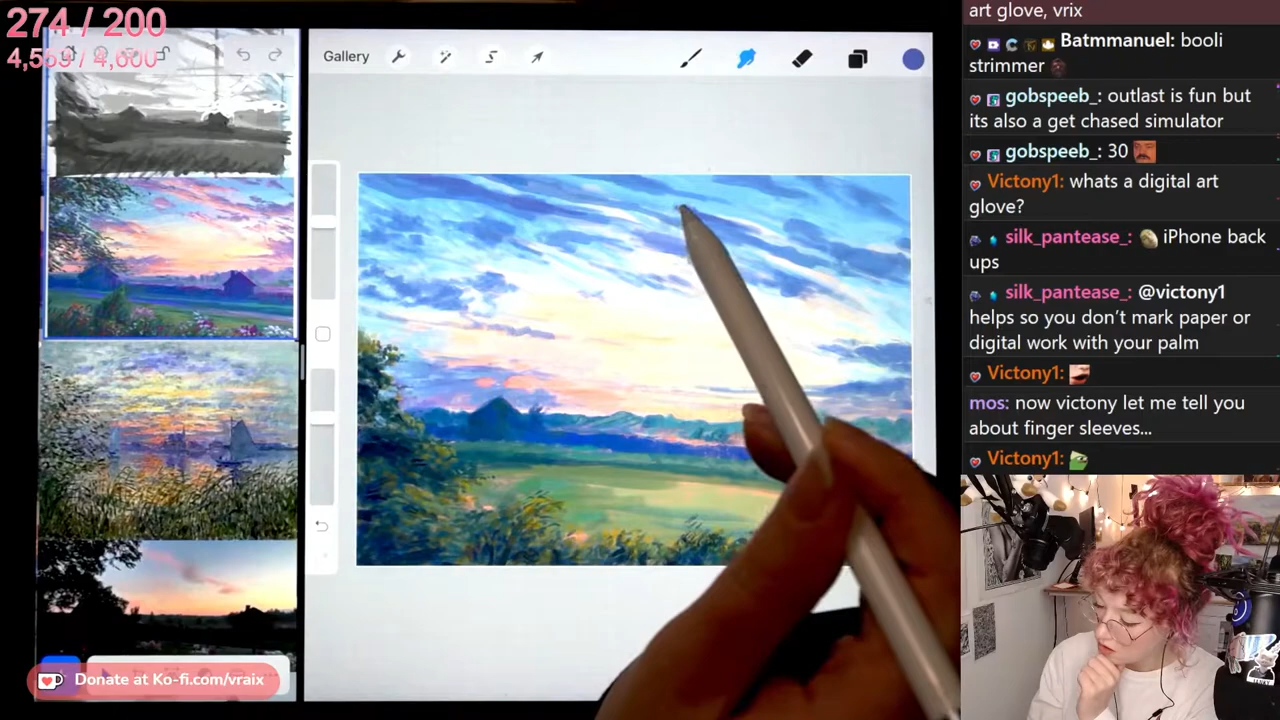 274 / 200
4,553 / 4,600
Gallery
Donate at Ko-fi.com/vraix
art glove, vrix
Batmmanuel: booli
strimmer
gobspeeb_: outlast is fun but
its also a get chased simulator
gobspeeb_: 30
Victony1: whats a digital art
glove?
silk_pantease_: iPhone back
ups
silk_pantease_: @victony1
helps so you don't mark paper or
digital work with your palm
Victony1:
mos: now victony let me tell you
about finger sleeves...
Victony1: